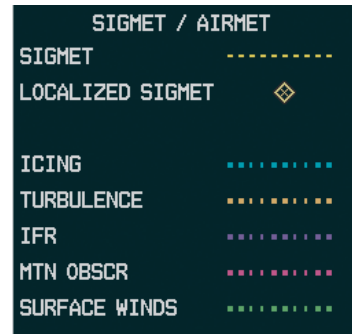 SIGMET / AIRMET
SIGMET
LOCALIZED SIGMET
ICING
TURBULENCE
IFR
MTN OBSCR
SURFACE WINDS